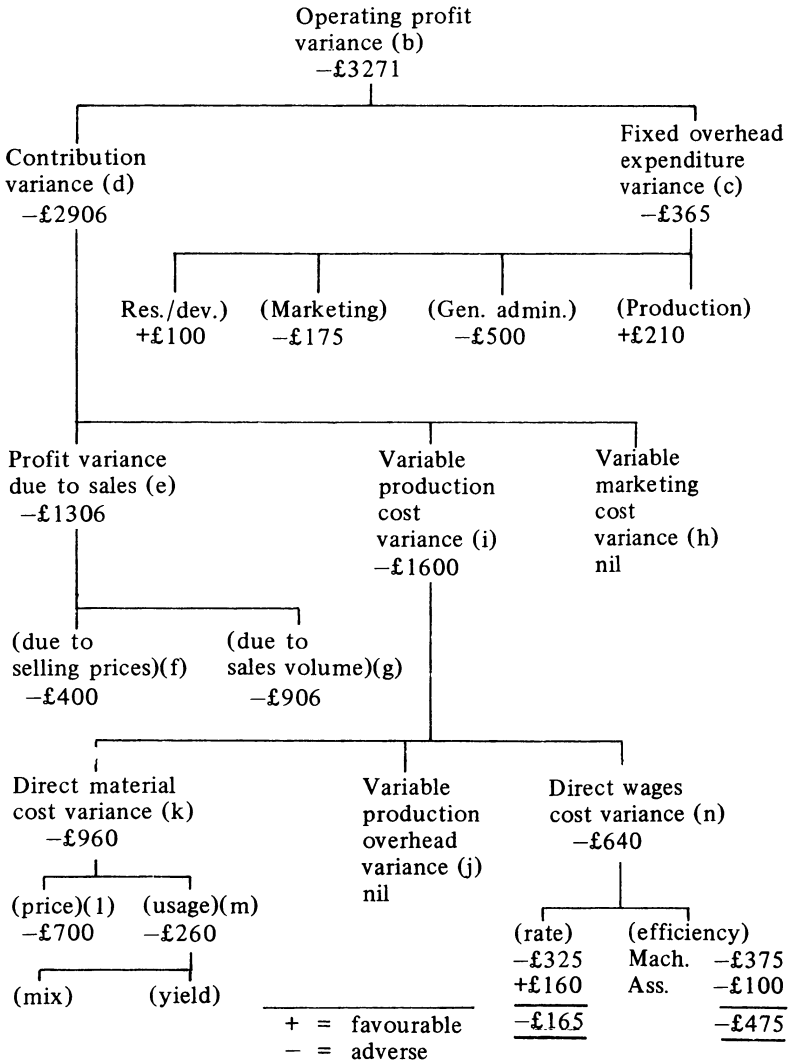 Operating profit
variance (b)
−£3271
Fixed overhead
expenditure
variance (c)
−£365
Contribution
variance (d)
−£2906
Res./dev.) (Marketing) (Gen. admin.) (Production)
+£100 −£175 −£500 +£210
Profit variance
due to sales (e)
−£1306
Variable
production
cost
variance (i)
−£1600
Variable
marketing
cost
variance (h)
nil
(due to
selling prices)(f)
−£400
(due to
sales volume)(g)
−£906
Direct material
cost variance (k)
−£960
Variable
production
overhead
variance (j)
nil
Direct wages
cost variance (n)
−£640
(price)(1) (usage)(m)
−£700 −£260
(mix) (yield)
(rate) (efficiency)
−£325 Mach. −£375
+£160 Ass. −£100
−£165 −£475
+ = favourable
− = adverse